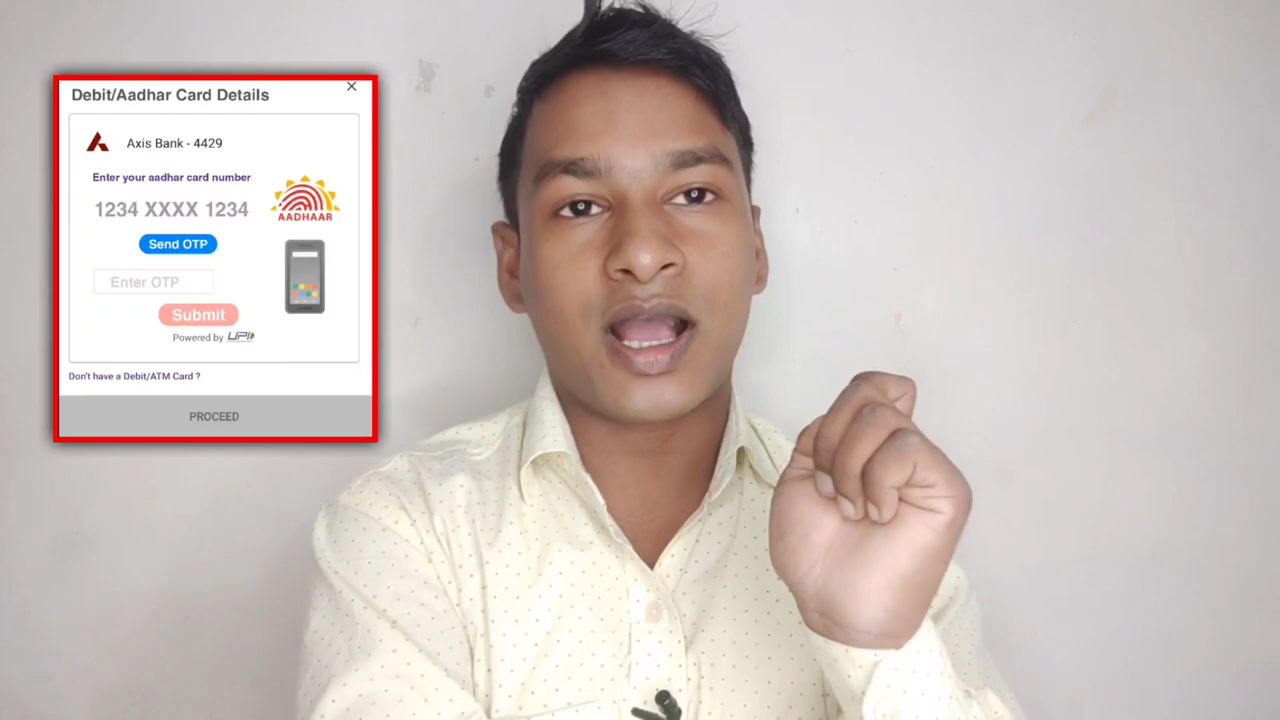 Debit/Aadhar Card Details
Axis Bank - 4429
Enter your aadhar card number
1234 XXXX 1234
AADHAAR
Send OTP
Enter OTP
Submit
Powered by UPI
Don't have a Debit/ATM Card ?
PROCEED